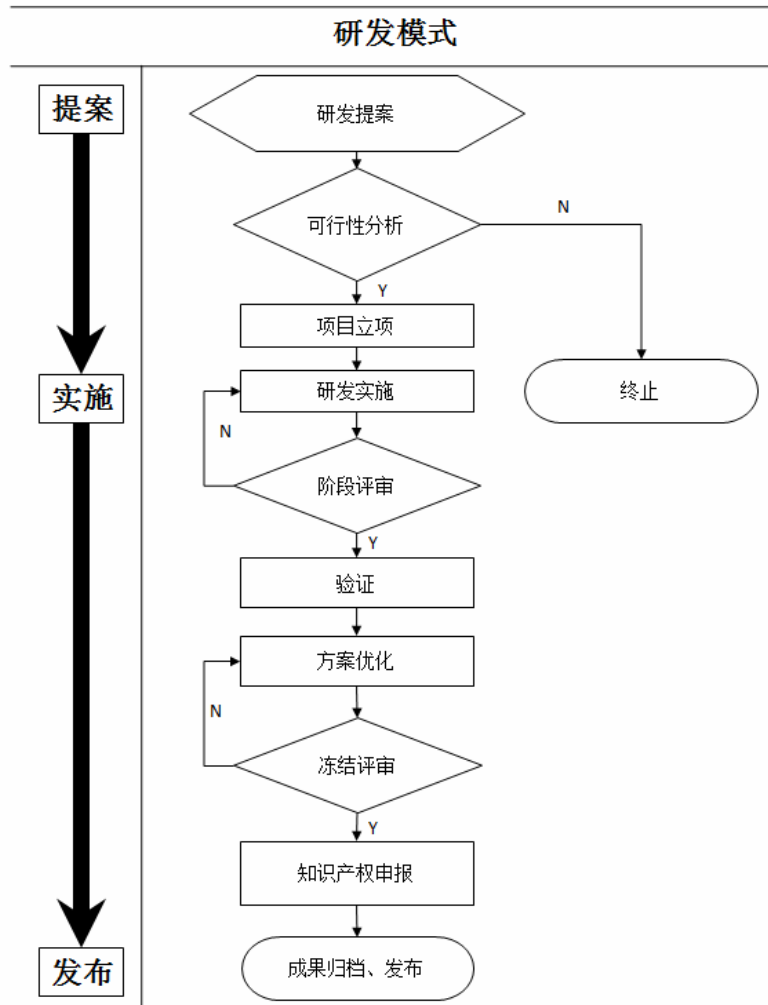 研发模式
提案
研发提案
可行性分析
N
Y
项目立项
实施
研发实施
终止
N
阶段评审
Y
验证
方案优化
N
冻结评审
Y
知识产权申报
发布
成果归档、发布